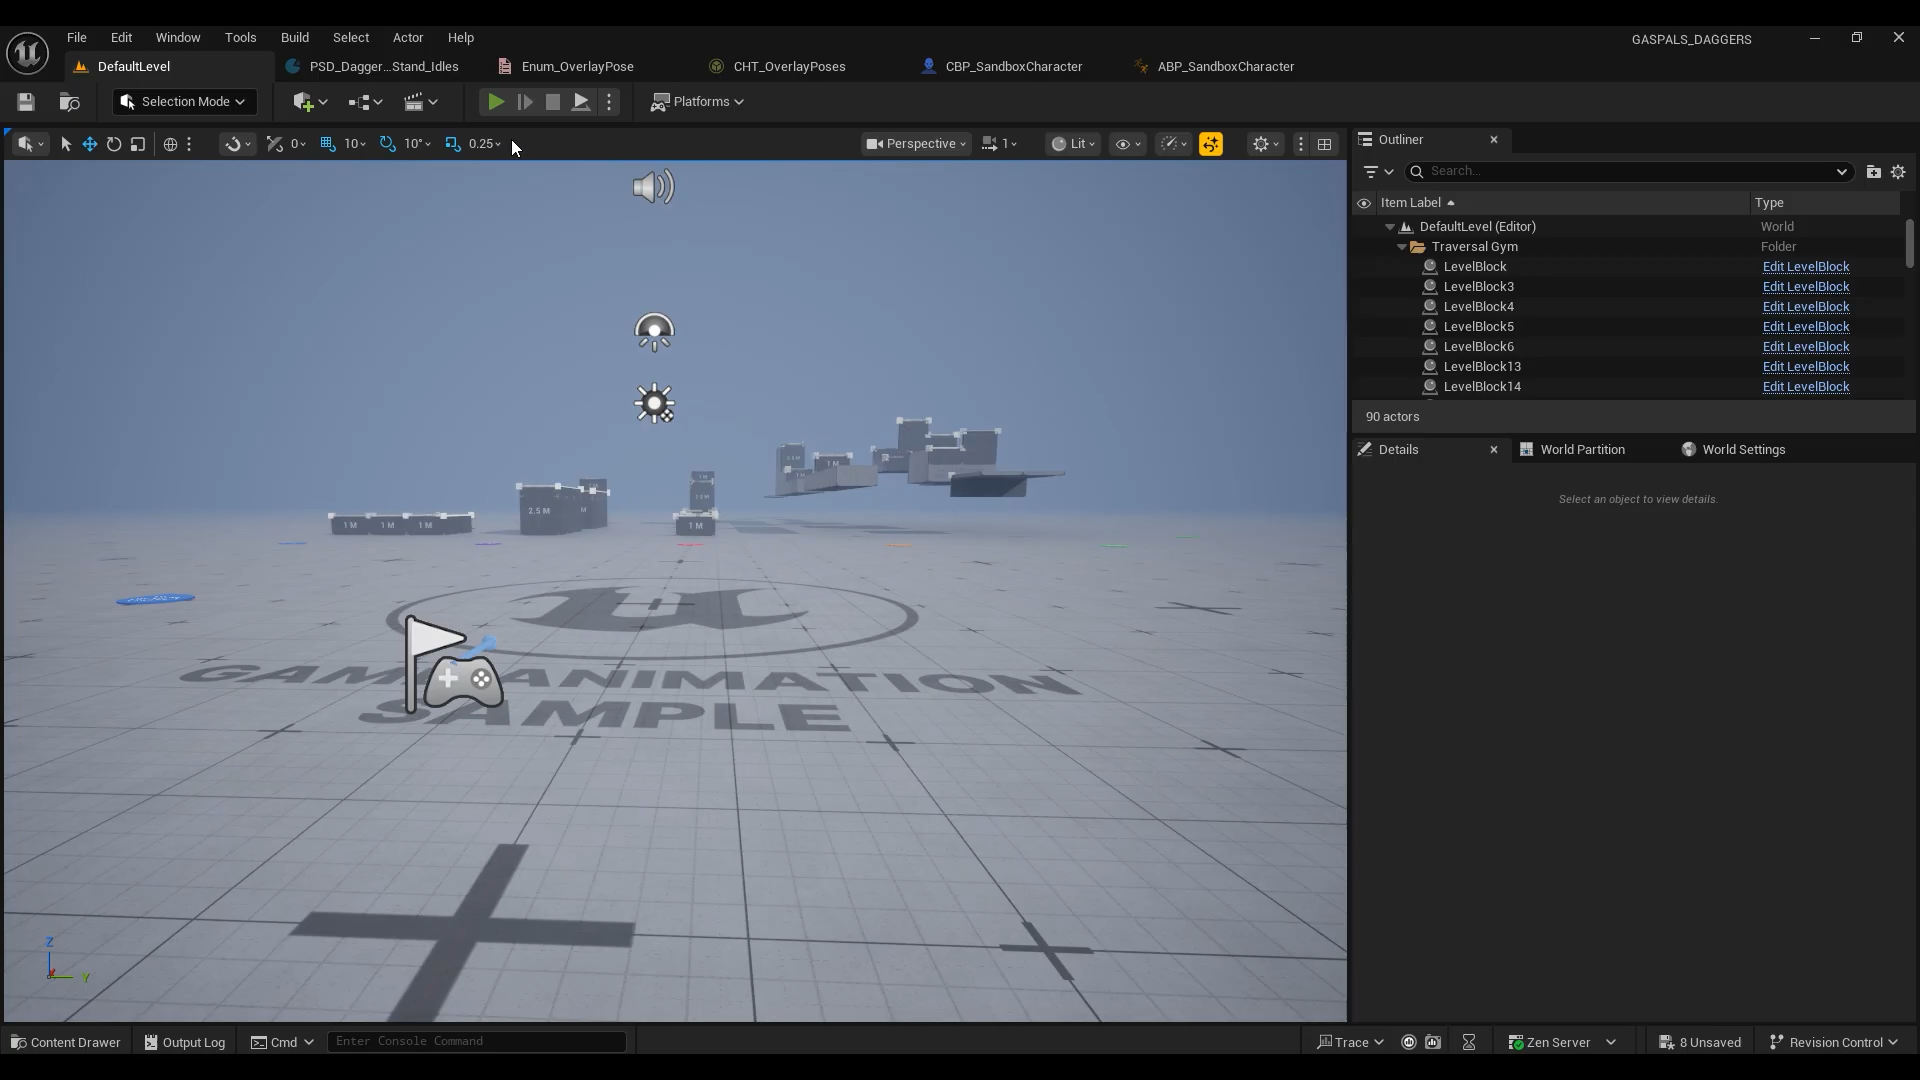 File Edit Window Tools Build Select Actor Help
GASPALS_DAGGERS
DefaultLevel PSD_Dagger...Stand_Idles Enum_OverlayPose CHT_OverlayPoses CBP_SandboxCharacter ABP_SandboxCharacter
Selection Mode Platforms
0 10 10° 0.25 Perspective 1 Lit
Outliner
Search...
Item Label Type
DefaultLevel (Editor) World
Traversal Gym Folder
LevelBlock Edit LevelBlock
LevelBlock3 Edit LevelBlock
LevelBlock4 Edit LevelBlock
LevelBlock5 Edit LevelBlock
LevelBlock6 Edit LevelBlock
LevelBlock13 Edit LevelBlock
LevelBlock14 Edit LevelBlock
90 actors
Details World Partition World Settings
Select an object to view details.
1 M
2.5 M
1 M 1 M 1 M
1 M
GAME ANIMATION
SAMPLE
Z
Y
Content Drawer Output Log Cmd Enter Console Command Trace Zen Server 8 Unsaved Revision Control